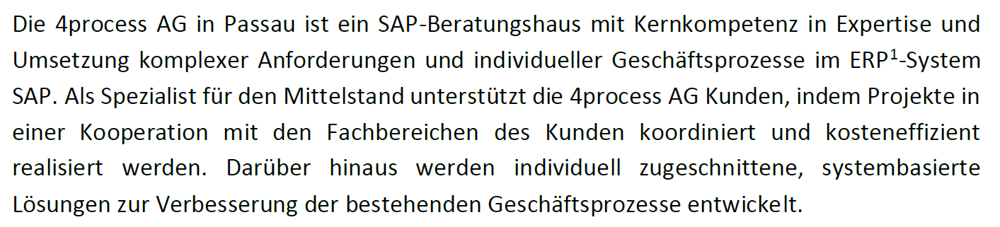 Die 4process AG in Passau ist ein SAP-Beratungshaus mit Kernkompetenz in Expertise und
Umsetzung komplexer Anforderungen und individueller Geschäftsprozesse im ERP¹-System
SAP. Als Spezialist für den Mittelstand unterstützt die 4process AG Kunden, indem Projekte in
einer Kooperation mit den Fachbereichen des Kunden koordiniert und kosteneffizient
realisiert werden. Darüber hinaus werden individuell zugeschnittene, systembasierte
Lösungen zur Verbesserung der bestehenden Geschäftsprozesse entwickelt.